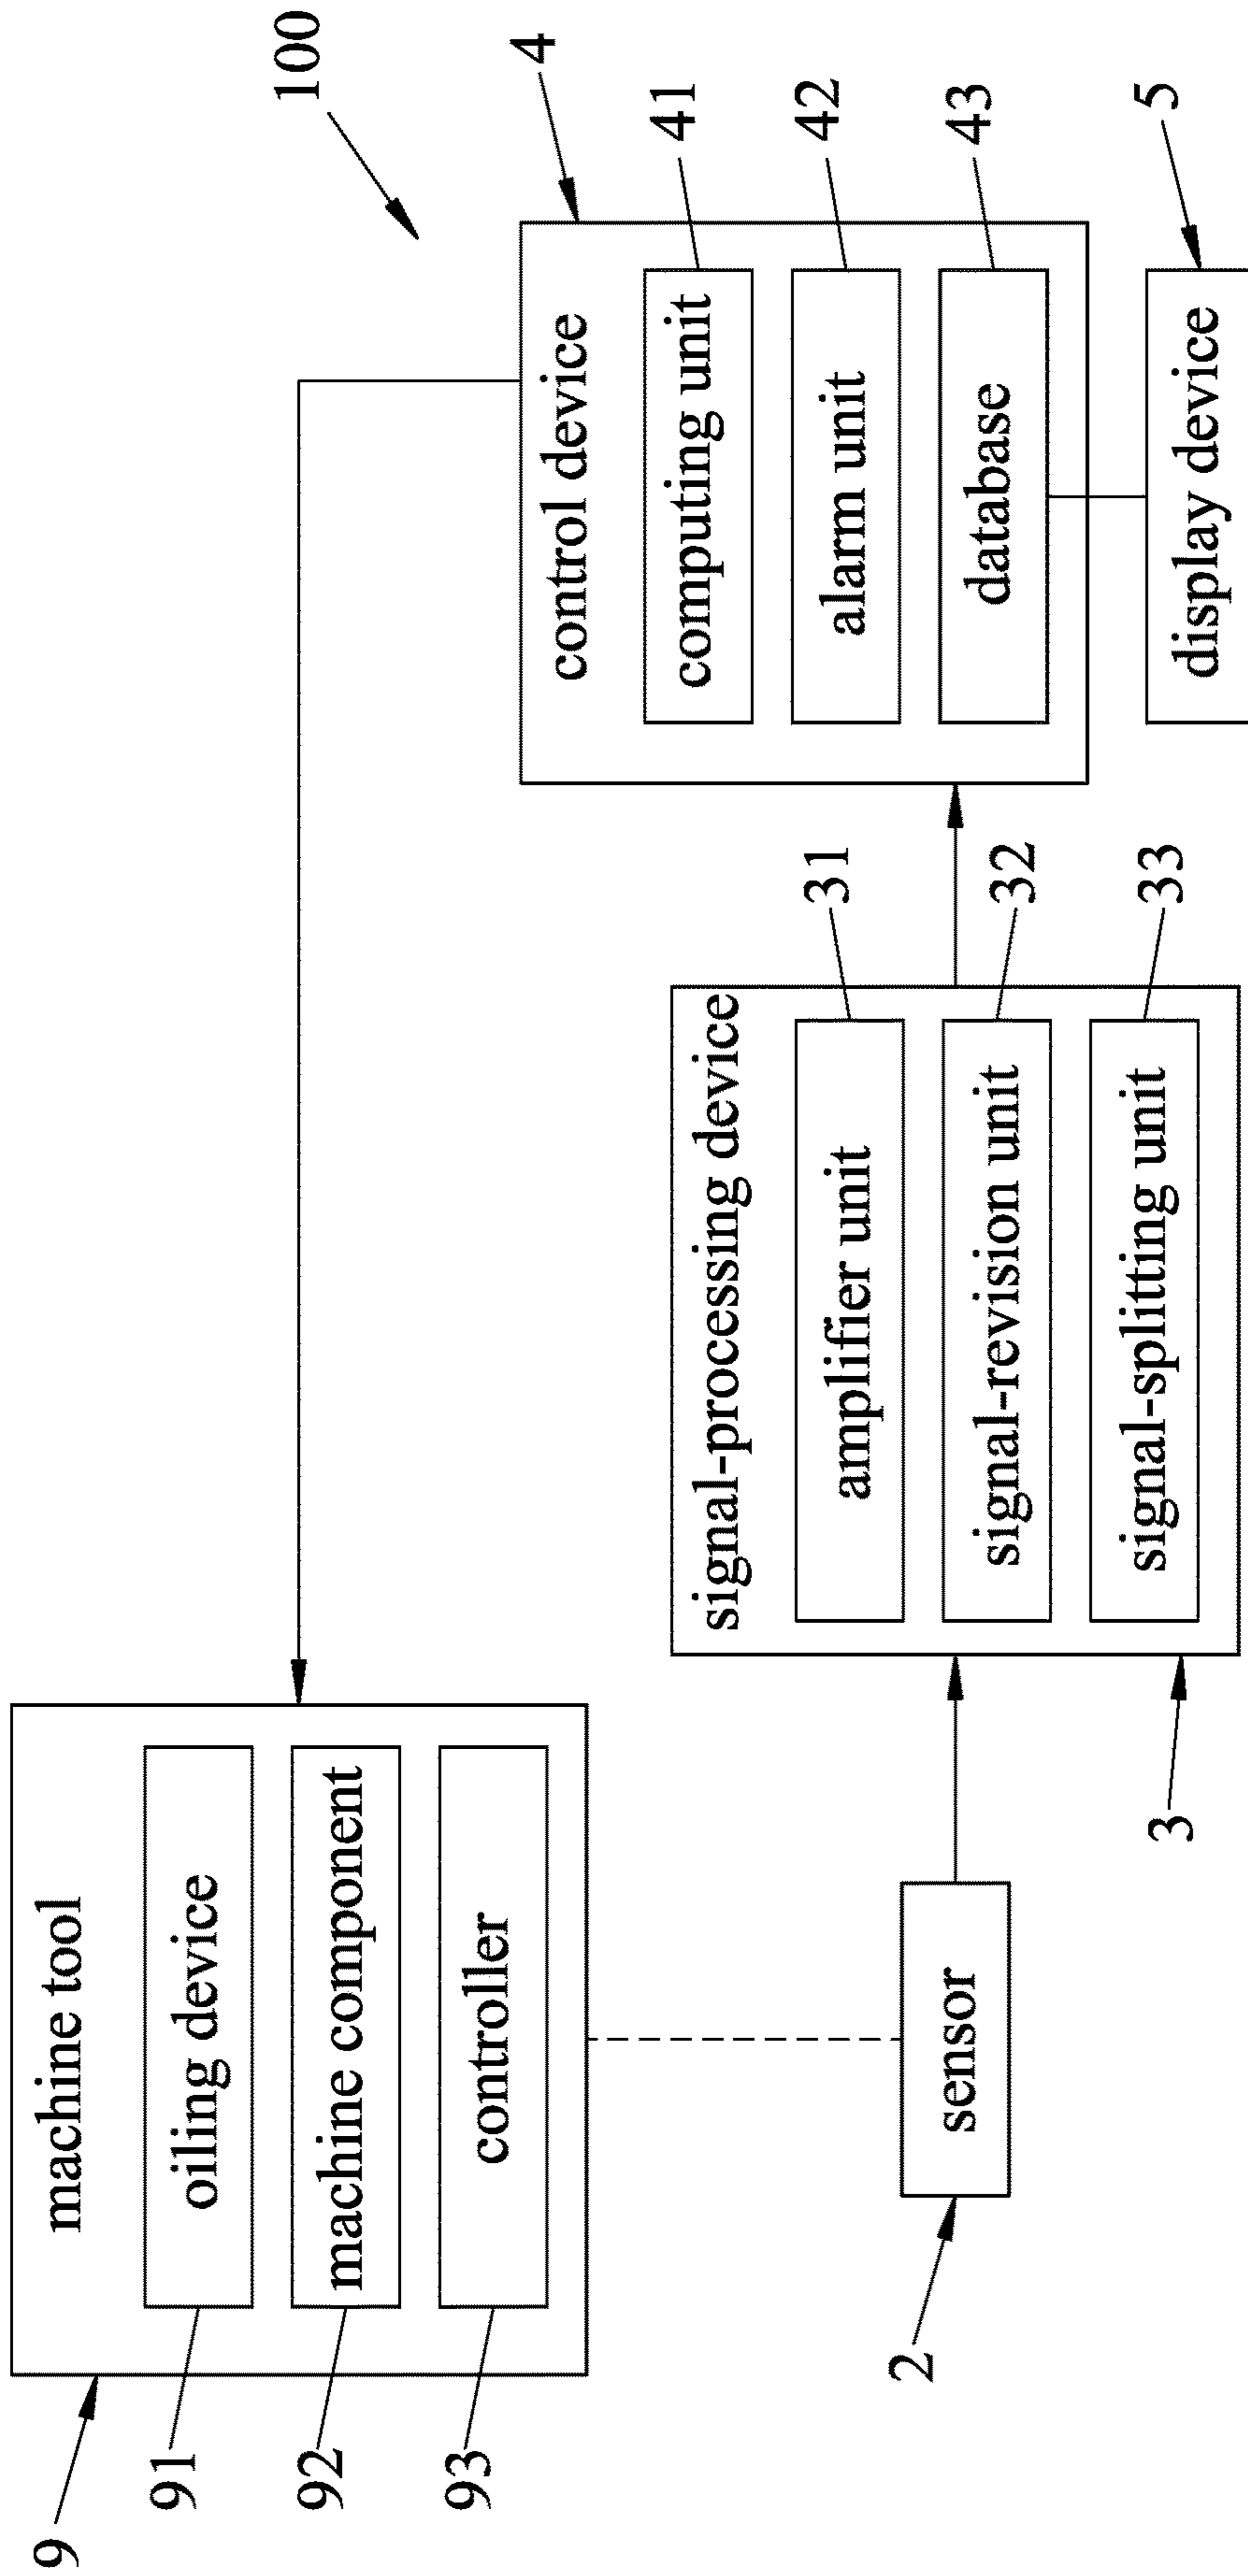 100
9
machine tool
91
oiling device
92
machine component
93
controller
2
sensor
3
signal-processing device
amplifier unit
31
signal-revision unit
32
signal-splitting unit
33
4
control device
computing unit
41
alarm unit
42
database
43
display device
5